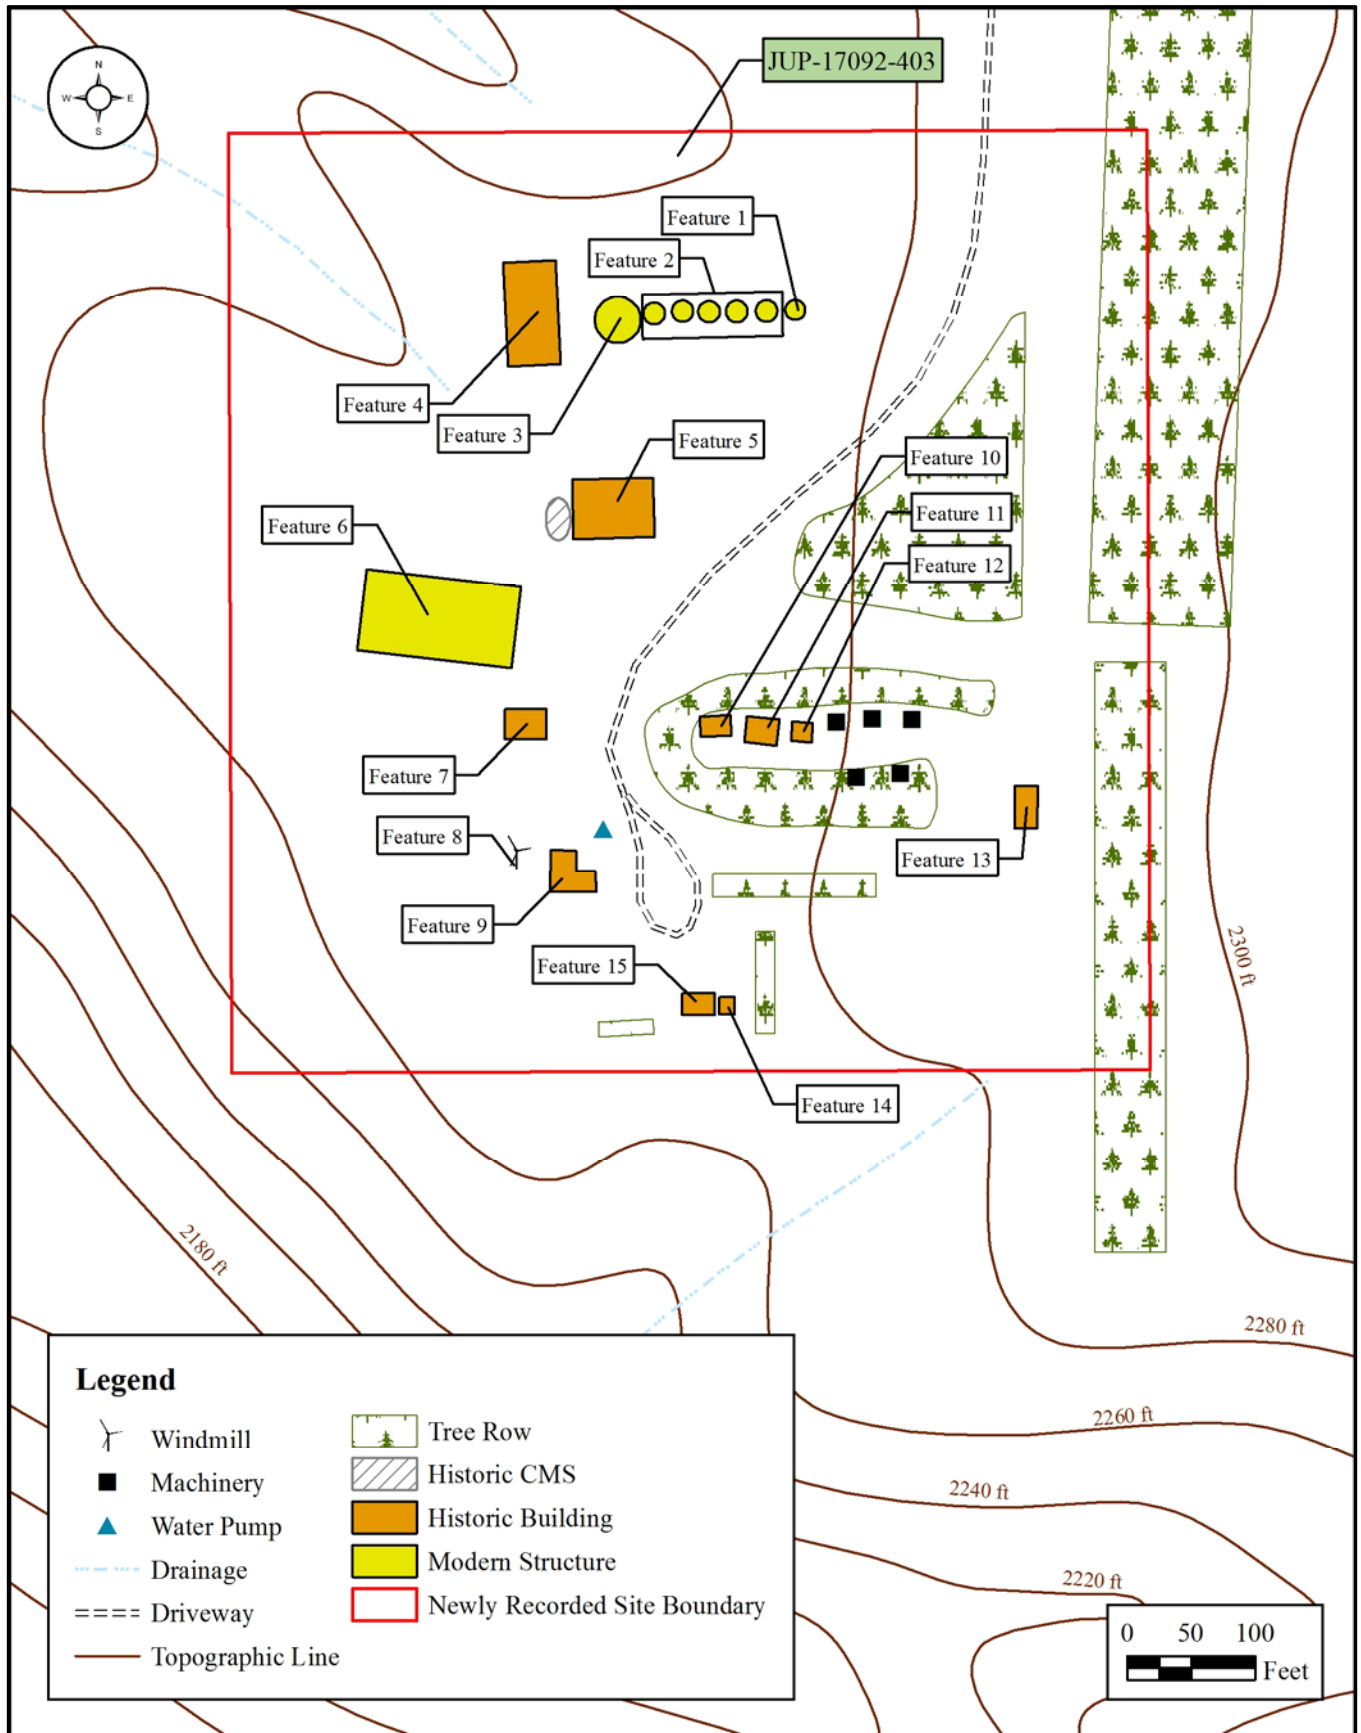 JUP-17092-403
N
W E
S
Feature 1
Feature 2
Feature 4
Feature 3
Feature 5
Feature 10
Feature 11
Feature 6
Feature 12
Feature 7
Feature 8
Feature 13
Feature 9
Feature 15
2300 ft
Feature 14
2180 ft
2280 ft
2260 ft
2240 ft
2220 ft
Legend
Windmill
Machinery
Water Pump
Drainage
Driveway
Topographic Line
Tree Row
Historic CMS
Historic Building
Modern Structure
Newly Recorded Site Boundary
0 50 100
Feet